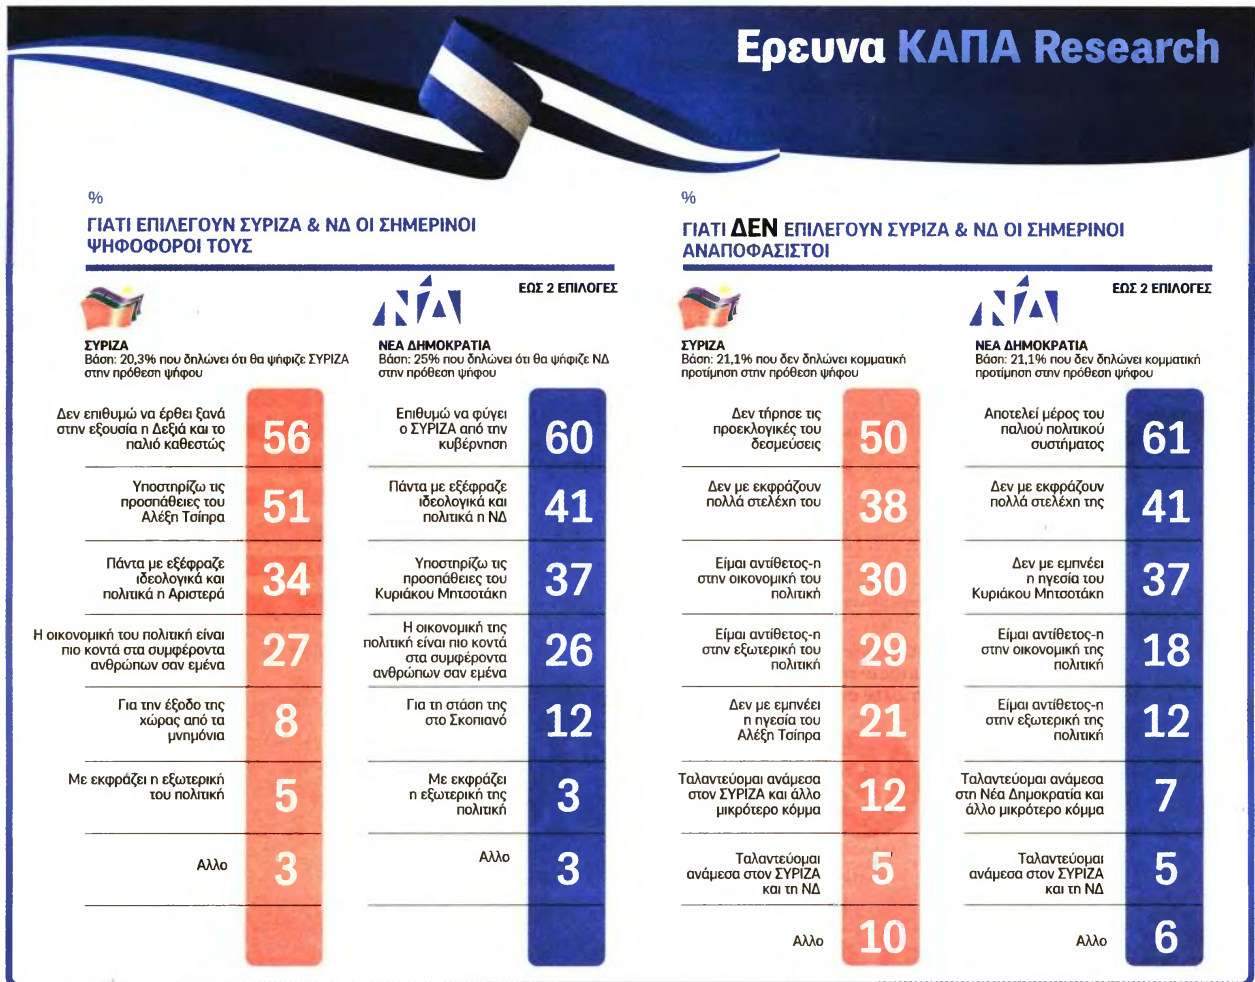 Ερευνα ΚΑΠΑ Research
%
ΓΙΑΤΙ ΕΠΙΛΕΓΟΥΝ ΣΥΡΙΖΑ & ΝΔ ΟΙ ΣΗΜΕΡΙΝΟΙ
ΨΗΦΟΦΟΡΟΙ ΤΟΥΣ
ΣΥΡΙΖΑ
Βάση: 20,3% που δηλώνει ότι θα ψήφιζε ΣΥΡΙΖΑ
στην πρόθεση ψήφου
Δεν επιθυμώ να έρθει ξανά
στην εξουσία η Δεξιά και το
παλιό καθεστώς
56
Υποστηρίζω τις
προσπάθειες του
Αλέξη Τσίπρα
51
Πάντα με εξέφραζε
ιδεολογικά και
πολιτικά η Αριστερά
34
Η οικονομική του πολιτική είναι
πιο κοντά στα συμφέροντα
ανθρώπων σαν εμένα
27
Για την έξοδο της
χώρας από τα
μνημόνια
8
Με εκφράζει η εξωτερική
του πολιτική
5
Αλλο
3
ΝΔ
ΕΩΣ 2 ΕΠΙΛΟΓΕΣ
ΝΕΑ ΔΗΜΟΚΡΑΤΙΑ
Βάση: 25% που δηλώνει ότι θα ψήφιζε ΝΔ
στην πρόθεση ψήφου
Επιθυμώ να φύγει
ο ΣΥΡΙΖΑ από την
κυβέρνηση
60
Πάντα με εξέφραζε
ιδεολογικά και
πολιτικά η ΝΔ
41
Υποστηρίζω τις
προσπάθειες του
Κυριάκου Μητσοτάκη
37
Η οικονομική της
πολιτική είναι πιο κοντά
στα συμφέροντα
ανθρώπων σαν εμένα
26
Για τη στάση της
στο Σκοπιανό
12
Με εκφράζει
η εξωτερική της
πολιτική
3
Αλλο
3
%
ΓΙΑΤΙ ΔΕΝ ΕΠΙΛΕΓΟΥΝ ΣΥΡΙΖΑ & ΝΔ ΟΙ ΣΗΜΕΡΙΝΟΙ
ΑΝΑΠΟΦΑΣΙΣΤΟΙ
ΣΥΡΙΖΑ
Βάση: 21,1% που δεν δηλώνει κομματική
προτίμηση στην πρόθεση ψήφου
Δεν τήρησε τις
προεκλογικές του
δεσμεύσεις
50
Δεν με εκφράζουν
πολλά στελέχη του
38
Είμαι αντίθετος-η
στην οικονομική του
πολιτική
30
Είμαι αντίθετος-η
στην εξωτερική του
πολιτική
29
Δεν με εμπνέει
η ηγεσία του
Αλέξη Τσίπρα
21
Ταλαντεύομαι ανάμεσα
στον ΣΥΡΙΖΑ και άλλο
μικρότερο κόμμα
12
Ταλαντεύομαι
ανάμεσα στον ΣΥΡΙΖΑ
και τη ΝΔ
5
Αλλο
10
ΝΔ
ΕΩΣ 2 ΕΠΙΛΟΓΕΣ
ΝΕΑ ΔΗΜΟΚΡΑΤΙΑ
Βάση: 21,1% που δεν δηλώνει κομματική
προτίμηση στην πρόθεση ψήφου
Αποτελεί μέρος του
παλιού πολιτικού
συστήματος
61
Δεν με εκφράζουν
πολλά στελέχη της
41
Δεν με εμπνέει
η ηγεσία του
Κυριάκου Μητσοτάκη
37
Είμαι αντίθετος-η
στην οικονομική της
πολιτική
18
Είμαι αντίθετος-η
στην εξωτερική της
πολιτική
12
Ταλαντεύομαι ανάμεσα
στη Νέα Δημοκρατία και
άλλο μικρότερο κόμμα
7
Ταλαντεύομαι
ανάμεσα στον ΣΥΡΙΖΑ
και τη ΝΔ
5
Αλλο
6